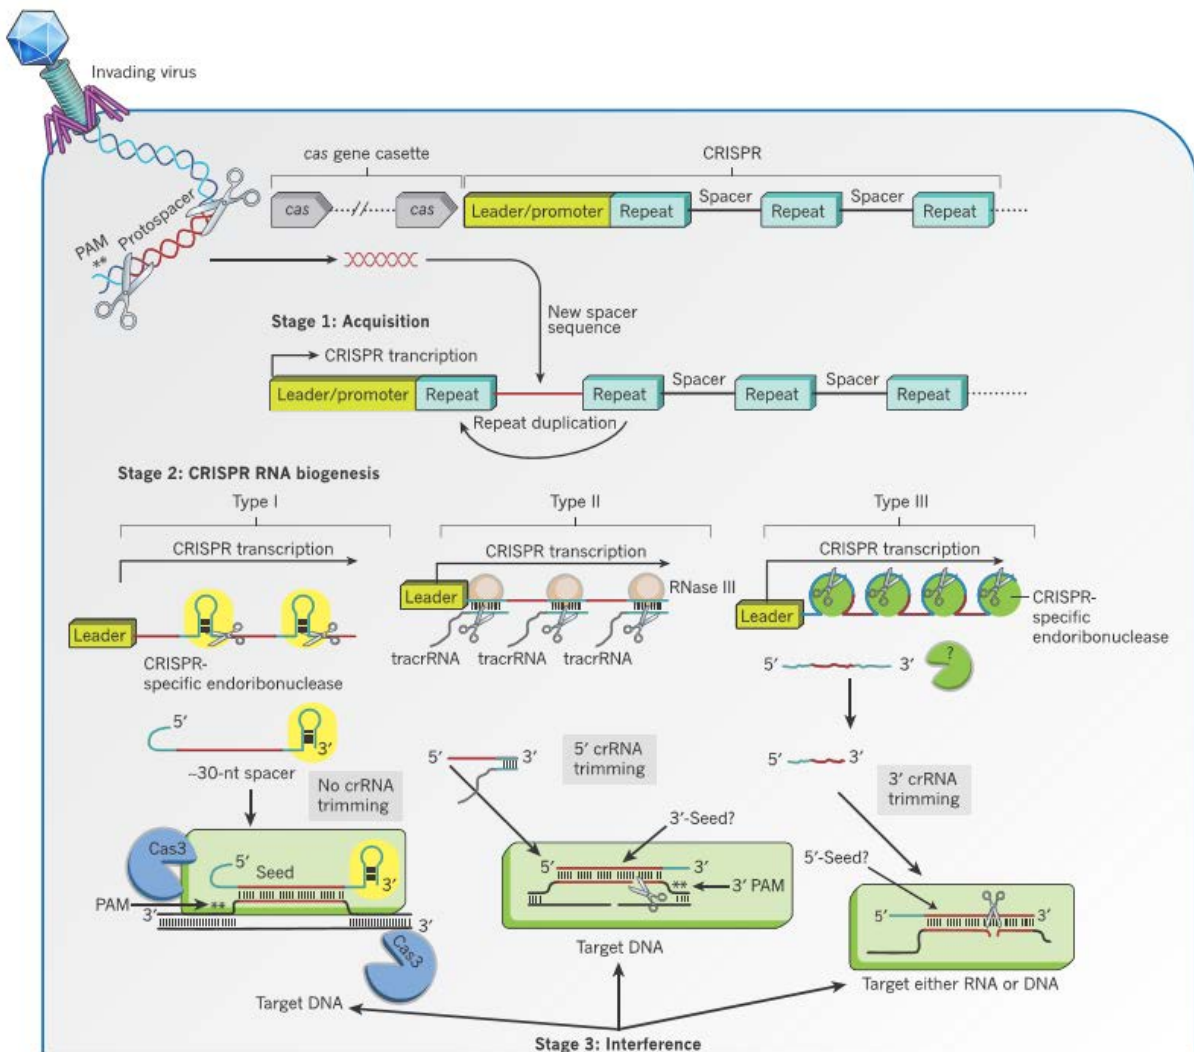 Invading virus
cas gene casette
CRISPR
Protospacer
PAM
**
cas
cas
Leader/promoter
Repeat
Spacer
Repeat
Spacer
Repeat
New spacer
sequence
Stage 1: Acquisition
CRISPR trancription
Leader/promoter
Repeat
Repeat
Spacer
Repeat
Spacer
Repeat
Repeat duplication
Stage 2: CRISPR RNA biogenesis
Type I
CRISPR transcription
Leader
CRISPR-
specific endoribonuclease
5′
3′
~30-nt spacer
No crRNA
trimming
Cas3
5′
Seed
3′
PAM
**
3′
3′
Cas3
Target DNA
Type II
CRISPR transcription
Leader
RNase III
tracrRNA
tracrRNA
tracrRNA
5′
3′
5′ crRNA
trimming
3′-Seed?
5′
3′
**
3′ PAM
Target DNA
Type III
CRISPR transcription
Leader
CRISPR-
specific
endoribonuclease
5′
3′
?
5′
3′
3′ crRNA
trimming
5′-Seed?
5′
3′
Target either RNA or DNA
Stage 3: Interference